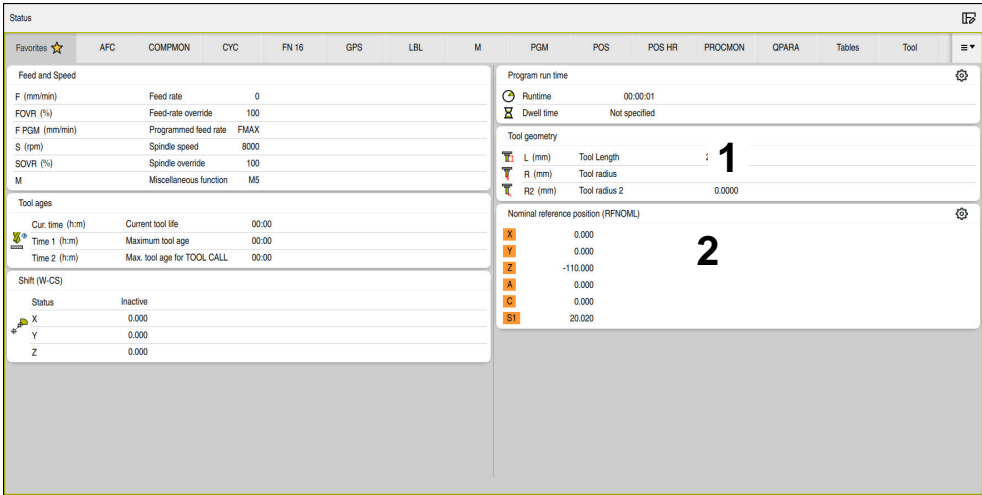 Status
Favorites AFC COMPMON CYC FN 16 GPS LBL M PGM POS POS HR PROCMON QPARA Tables Tool
Feed and Speed
F (mm/min) Feed rate 0
FOVR (%) Feed-rate override 100
F PGM (mm/min) Programmed feed rate FMAX
S (rpm) Spindle speed 8000
SOVR (%) Spindle override 100
M Miscellaneous function M5
Tool ages
Cur. time (h:m) Current tool life 00:00
Time 1 (h:m) Maximum tool age 00:00
Time 2 (h:m) Max. tool age for TOOL CALL 00:00
Shift (W-CS)
Status Inactive
X 0.000
Y 0.000
Z 0.000
Program run time
Runtime 00:00:01
Dwell time Not specified
Tool geometry
L (mm) Tool Length
1
R (mm) Tool radius
R2 (mm) Tool radius 2 0.0000
Nominal reference position (RFNOML)
X 0.000
Y 0.000
2
Z -110.000
A 0.000
C 0.000
S1 20.020